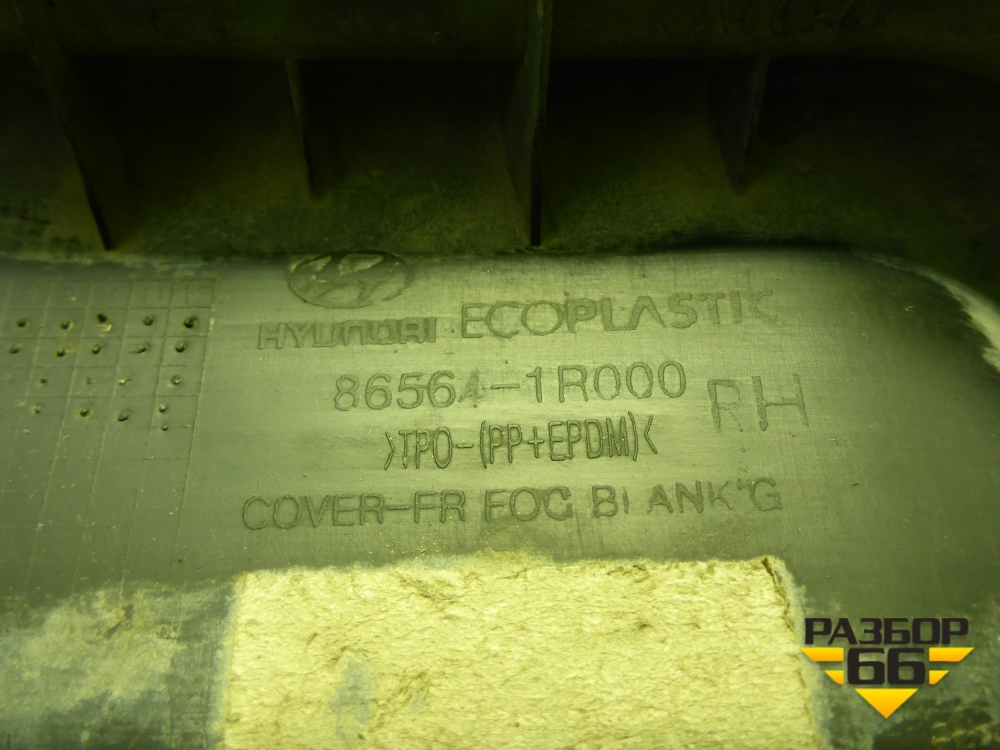 HYUNDAI ECOPLASTIC
86564-1R000 RH
>TPO-(PP+EPDM)<
COVER-FR FOG BLANK'G
РАЗБОР
66